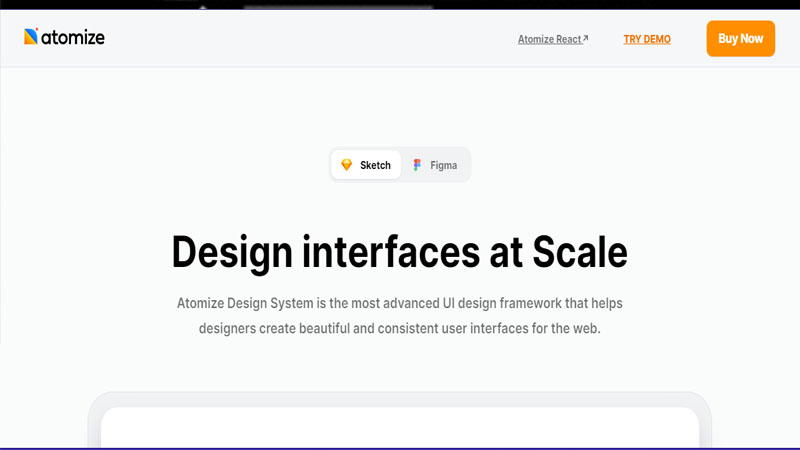 atomize
Atomize React ↗
TRY DEMO
Buy Now
Sketch
Figma
Design interfaces at Scale
Atomize Design System is the most advanced UI design framework that helps
designers create beautiful and consistent user interfaces for the web.